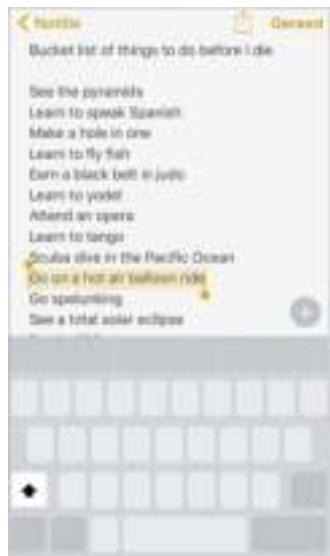 Notitie
Gereed
Bucket list of things to do before I die
See the pyramids
Learn to speak Spanish
Make a hole in one
Learn to fly fish
Earn a black belt in judo
Learn to yodel
Attend an opera
Learn to tango
Scuba dive in the Pacific Ocean
Go on a hot air balloon ride
Go spelunking
See a total solar eclipse